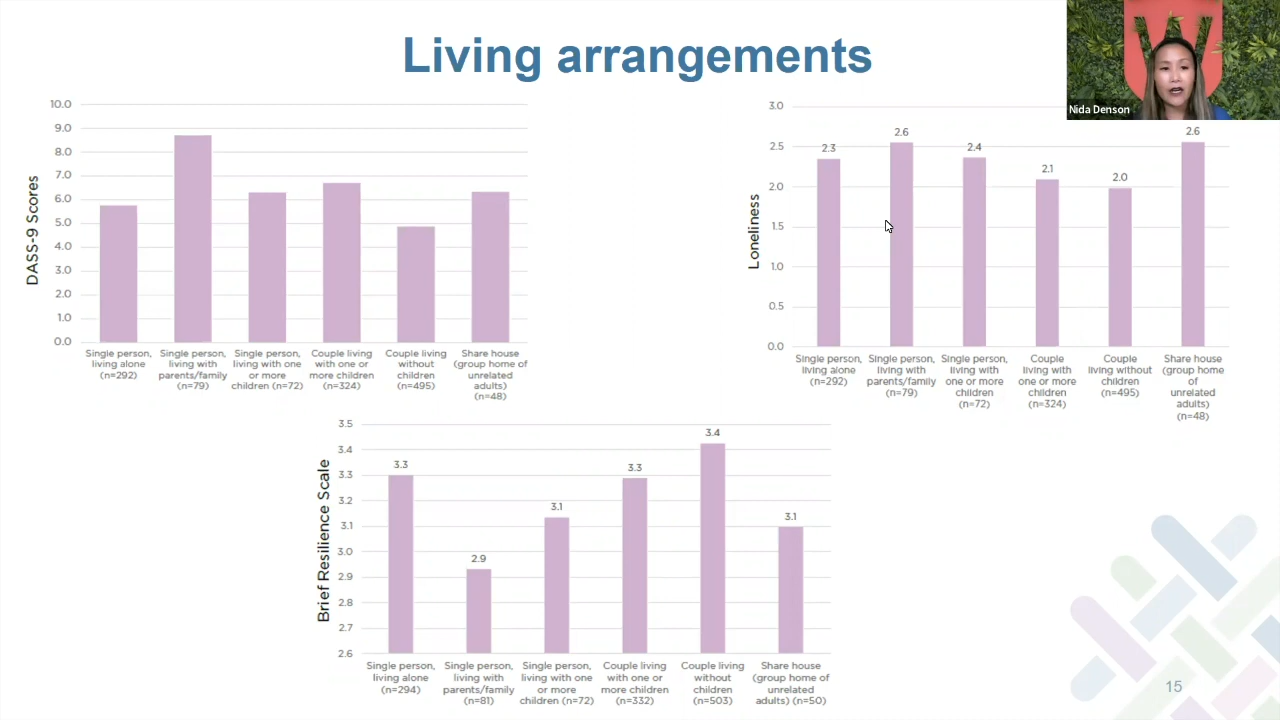 Living arrangements
Nida Denson
10.0
9.0
8.0
7.0
6.0
5.0
4.0
3.0
2.0
1.0
0.0
DASS-9 Scores
Single person,
living alone
(n=292)
Single person,
living with
parents/family
(n=79)
Single person,
living with one
or more
children (n=72)
Couple living
with one or
more children
(n=324)
Couple living
without
children
(n=495)
Share house
(group home of
unrelated
adults)
(n=48)
3.0
2.5
2.0
1.5
1.0
0.5
0.0
Loneliness
2.3
2.6
2.4
2.1
2.0
2.6
Single person,
living alone
(n=292)
Single person,
living with
parents/family
(n=79)
Single person,
living with
one or more
children
(n=72)
Couple
living with
one or more
children
(n=324)
Couple
living without
children
(n=495)
Share house
(group home
of
unrelated
adults)
(n=48)
3.5
3.4
3.3
3.2
3.1
3.0
2.9
2.8
2.7
2.6
Brief Resilience Scale
3.3
2.9
3.1
3.3
3.4
3.1
Single person,
living alone
(n=294)
Single person,
living with
parents/family
(n=81)
Single person,
living with one
or more
children (n=72)
Couple living
with one or
more children
(n=332)
Couple living
without
children
(n=503)
Share house
(group home of
unrelated
adults) (n=50)
15